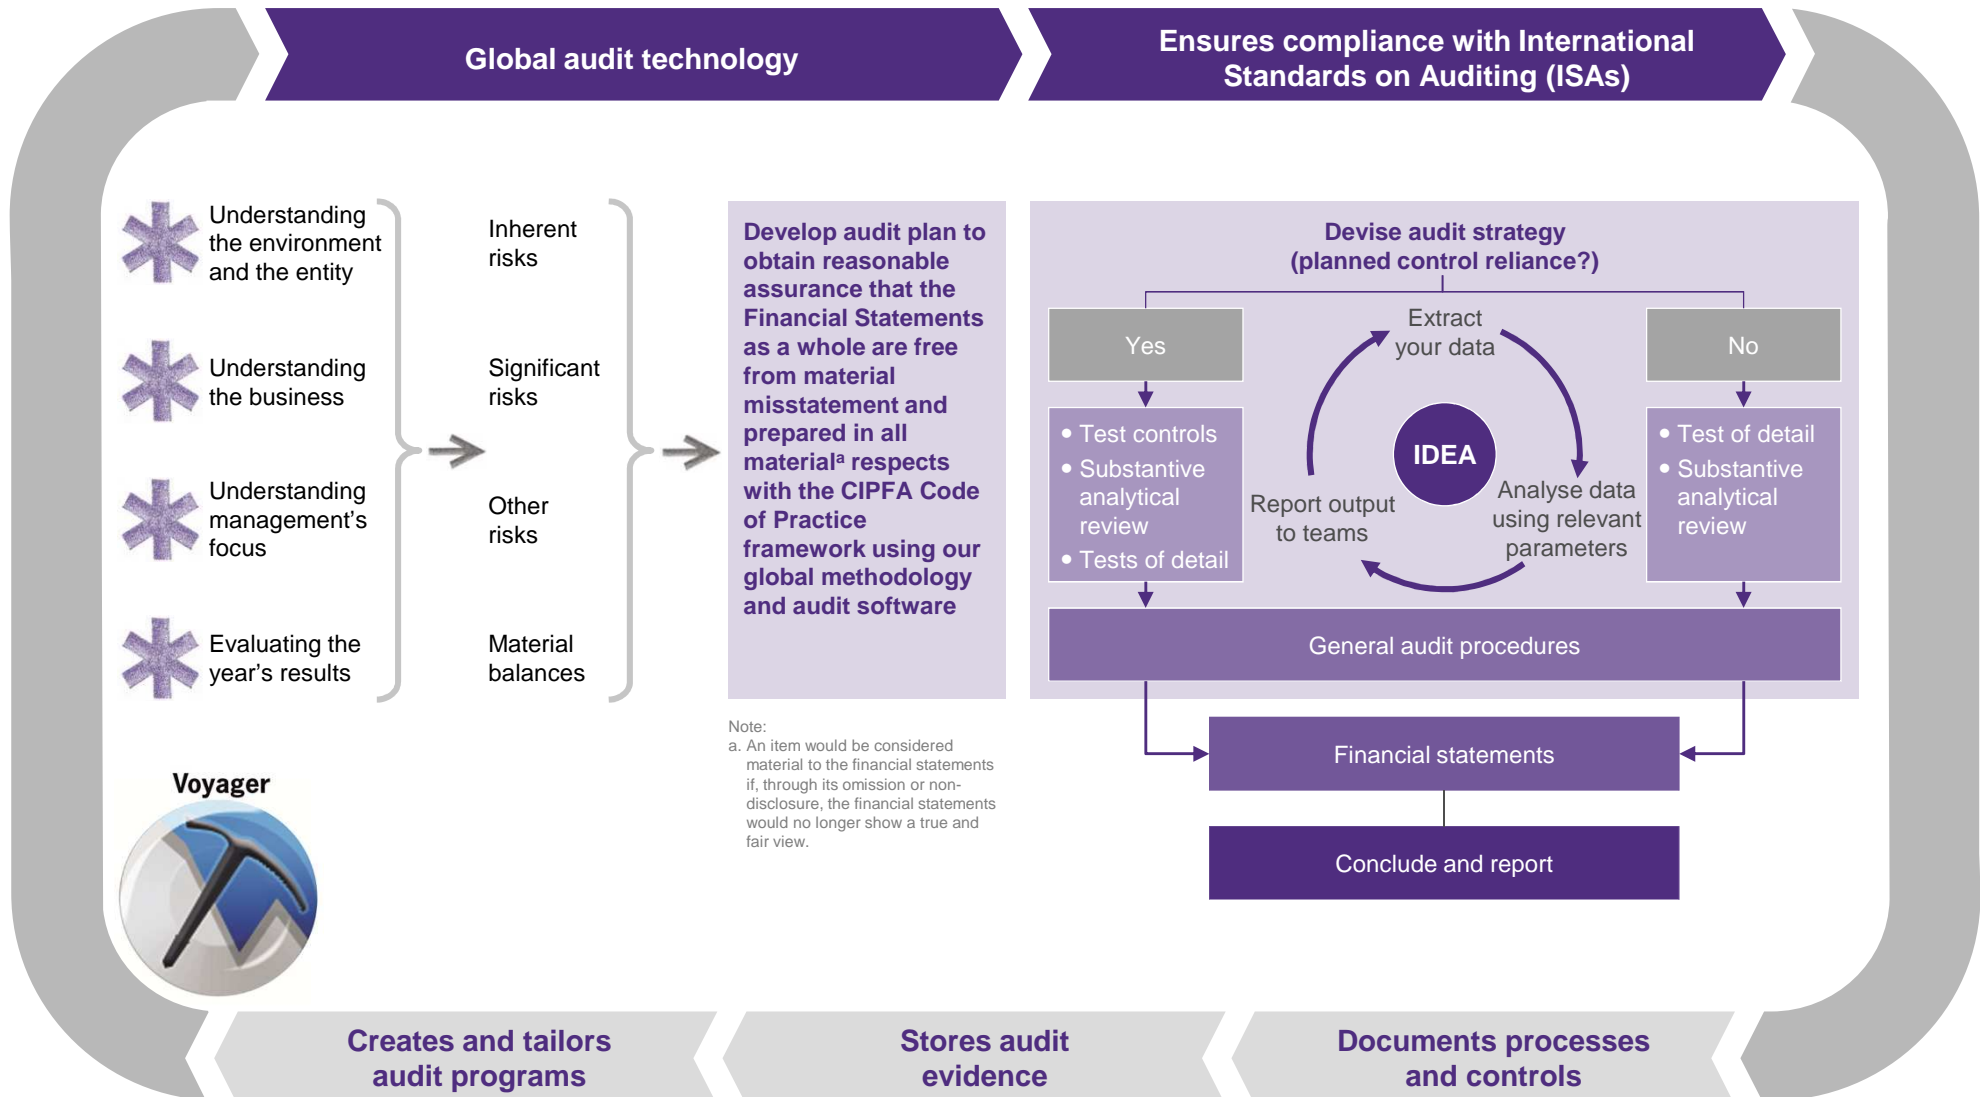 Global audit technology
Ensures compliance with International
Standards on Auditing (ISAs)
Understanding
the environment
and the entity
Understanding
the business
Understanding
management’s
focus
Evaluating the
year’s results
Inherent
risks
Significant
risks
Other
risks
Material
balances
Develop audit plan to
obtain reasonable
assurance that the
Financial Statements
as a whole are free
from material
misstatement and
prepared in all
materialᵃ respects
with the CIPFA Code
of Practice
framework using our
global methodology
and audit software
Note:
a. An item would be considered
material to the financial statements
if, through its omission or non-
disclosure, the financial statements
would no longer show a true and
fair view.
Devise audit strategy
(planned control reliance?)
Yes
• Test controls
• Substantive
analytical
review
• Tests of detail
Extract
your data
IDEA
Analyse data
using relevant
parameters
Report output
to teams
No
• Test of detail
• Substantive
analytical
review
General audit procedures
Financial statements
Conclude and report
Voyager
Creates and tailors
audit programs
Stores audit
evidence
Documents processes
and controls